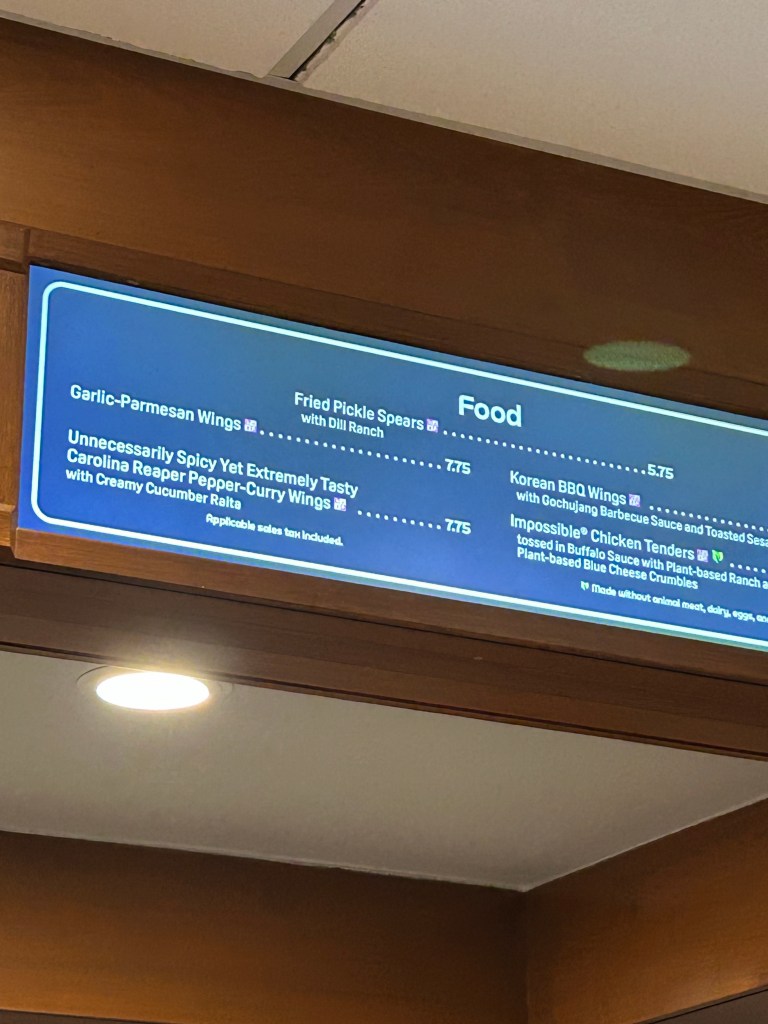 Food
Fried Pickle Spears 5.75
with Dill Ranch
Garlic-Parmesan Wings 7.75
Unnecessarily Spicy Yet Extremely Tasty
Carolina Reaper Pepper-Curry Wings 7.75
with Creamy Cucumber Raita
Applicable sales tax included.
Korean BBQ Wings
with Gochujang Barbecue Sauce and Toasted
Impossible® Chicken Tenders
tossed in Buffalo Sauce with Plant-based Ranch
Plant-based Blue Cheese Crumbles
Made without animal meat, dairy, eggs,